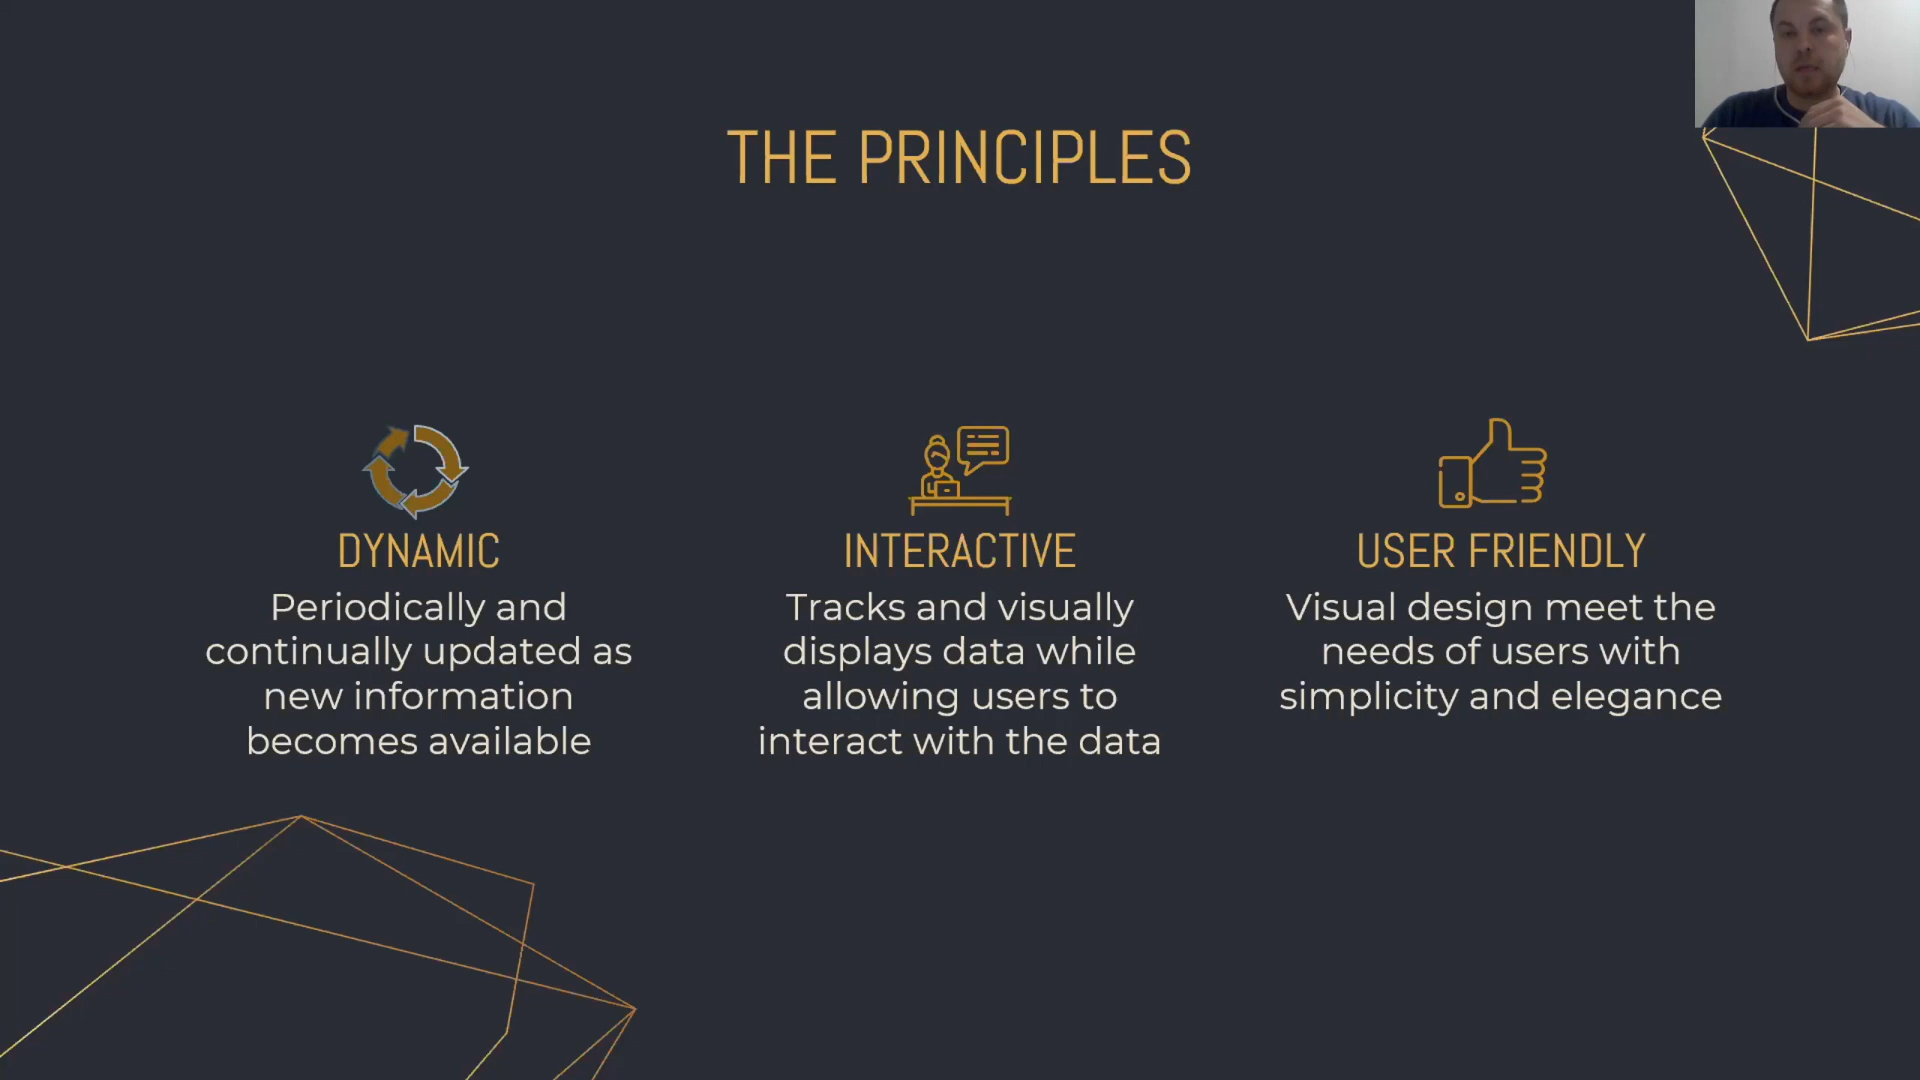 THE PRINCIPLES
DYNAMIC
Periodically and
continually updated as
new information
becomes available
INTERACTIVE
Tracks and visually
displays data while
allowing users to
interact with the data
USER FRIENDLY
Visual design meet the
needs of users with
simplicity and elegance